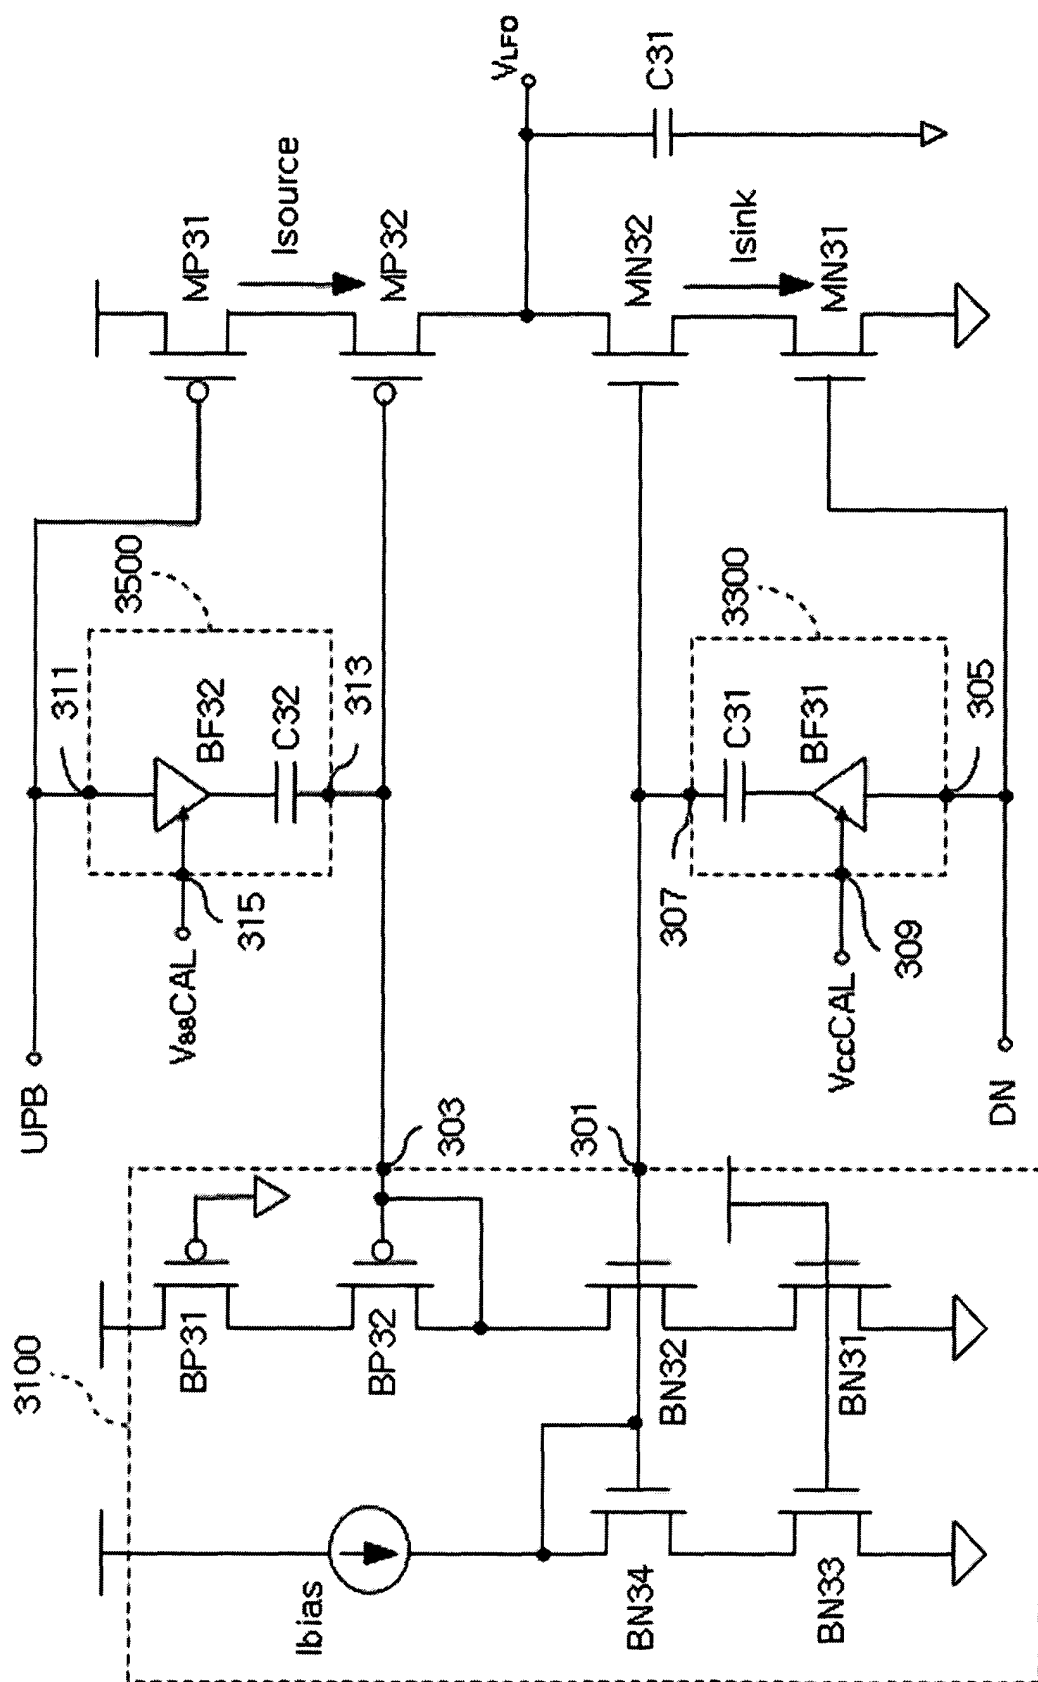 3100
Ibias
BN34
BN33
BP31
BP32
BN32
BN31
303
301
UPB
VssCAL
315
311
BF32
C32
313
3500
307
C31
BF31
305
3300
VccCAL
309
DN
MP31
Isource
MP32
MN32
Isink
MN31
VLFO
C31